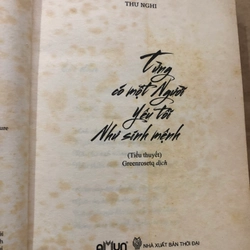 THƯ NGHI
Từng
có một Người
Yêu tôi
Như sinh mệnh
(Tiểu thuyết)
Greenrosetq dịch
NHÀ XUẤT BẢN THỜI ĐẠI